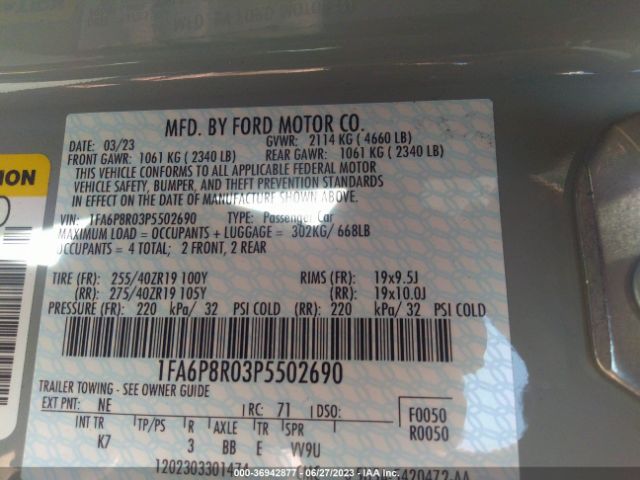 MFD. BY FORD MOTOR CO.
DATE: 03/23 GVWR: 2114 KG ( 4660 LB)
FRONT GAWR: 1061 KG ( 2340 LB) REAR GAWR: 1061 KG ( 2340 LB)
THIS VEHICLE CONFORMS TO ALL APPLICABLE FEDERAL MOTOR
VEHICLE SAFETY, BUMPER, AND THEFT PREVENTION STANDARDS
IN EFFECT ON THE DATE OF MANUFACTURE SHOWN ABOVE.
VIN: 1FA6P8R03P5502690 TYPE: Passenger Car
MAXIMUM LOAD = OCCUPANTS + LUGGAGE = 302KG/ 668LB
OCCUPANTS = 4 TOTAL; 2 FRONT, 2 REAR
TIRE (FR): 255/40ZR19 100Y RIMS (FR): 19x9.5J
(RR): 275/40ZR19 105Y (RR): 19x10.0J
PRESSURE (FR): 220 kPa/ 32 PSI COLD (RR): 220 kPa/ 32 PSI COLD
1FA6P8R03P5502690
TRAILER TOWING - SEE OWNER GUIDE
EXT PNT: NE RC: 71 DSO: F0050
INT TR TP/PS R AXLE TR SPR R0050
K7 3 BB E VV9U
36942877 - 06/27/2023 - IAA